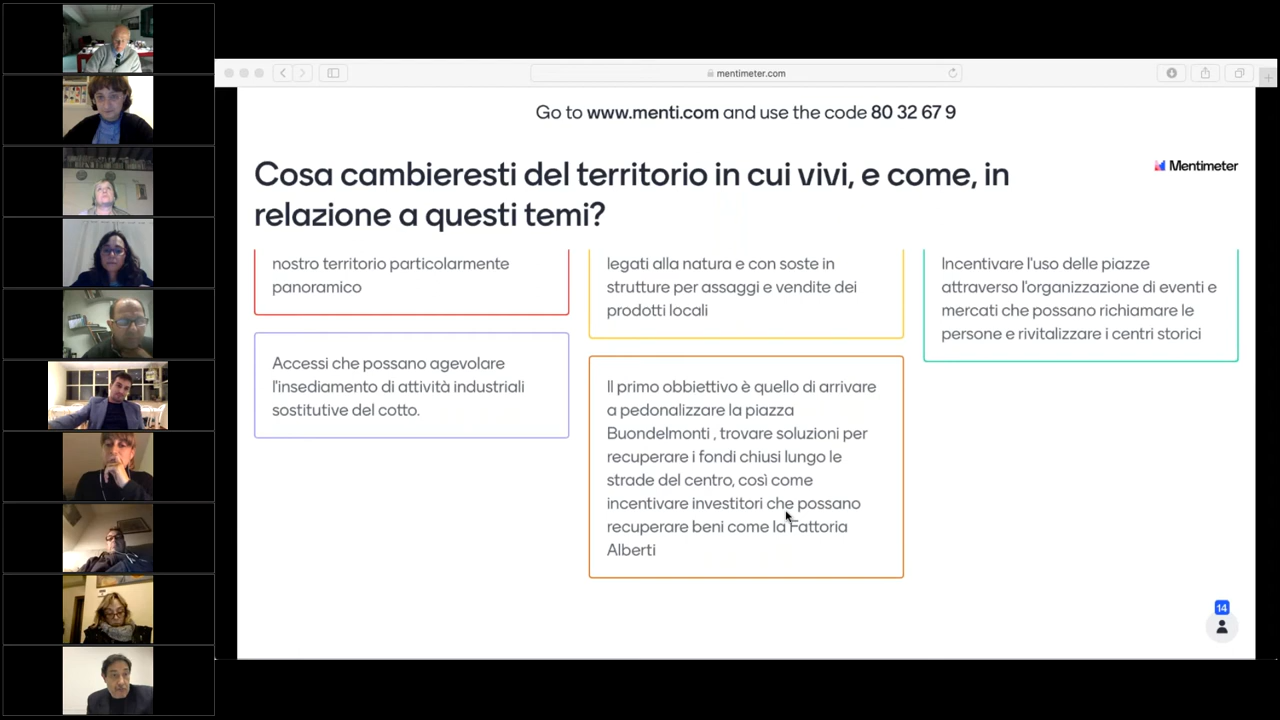 mentimeter.com
Go to www.menti.com and use the code 80 32 67 9
Cosa cambieresti del territorio in cui vivi, e come, in
relazione a questi temi?
Mentimeter
nostro territorio particolarmente
panoramico
Accessi che possano agevolare
l'insediamento di attività industriali
sostitutive del cotto.
legati alla natura e con soste in
strutture per assaggi e vendite dei
prodotti locali
Il primo obbiettivo è quello di arrivare
a pedonalizzare la piazza
Buondelmonti , trovare soluzioni per
recuperare i fondi chiusi lungo le
strade del centro, così come
incentivare investitori che possano
recuperare beni come la Fattoria
Alberti
Incentivare l'uso delle piazze
attraverso l'organizzazione di eventi e
mercati che possano richiamare le
persone e rivitalizzare i centri storici
14